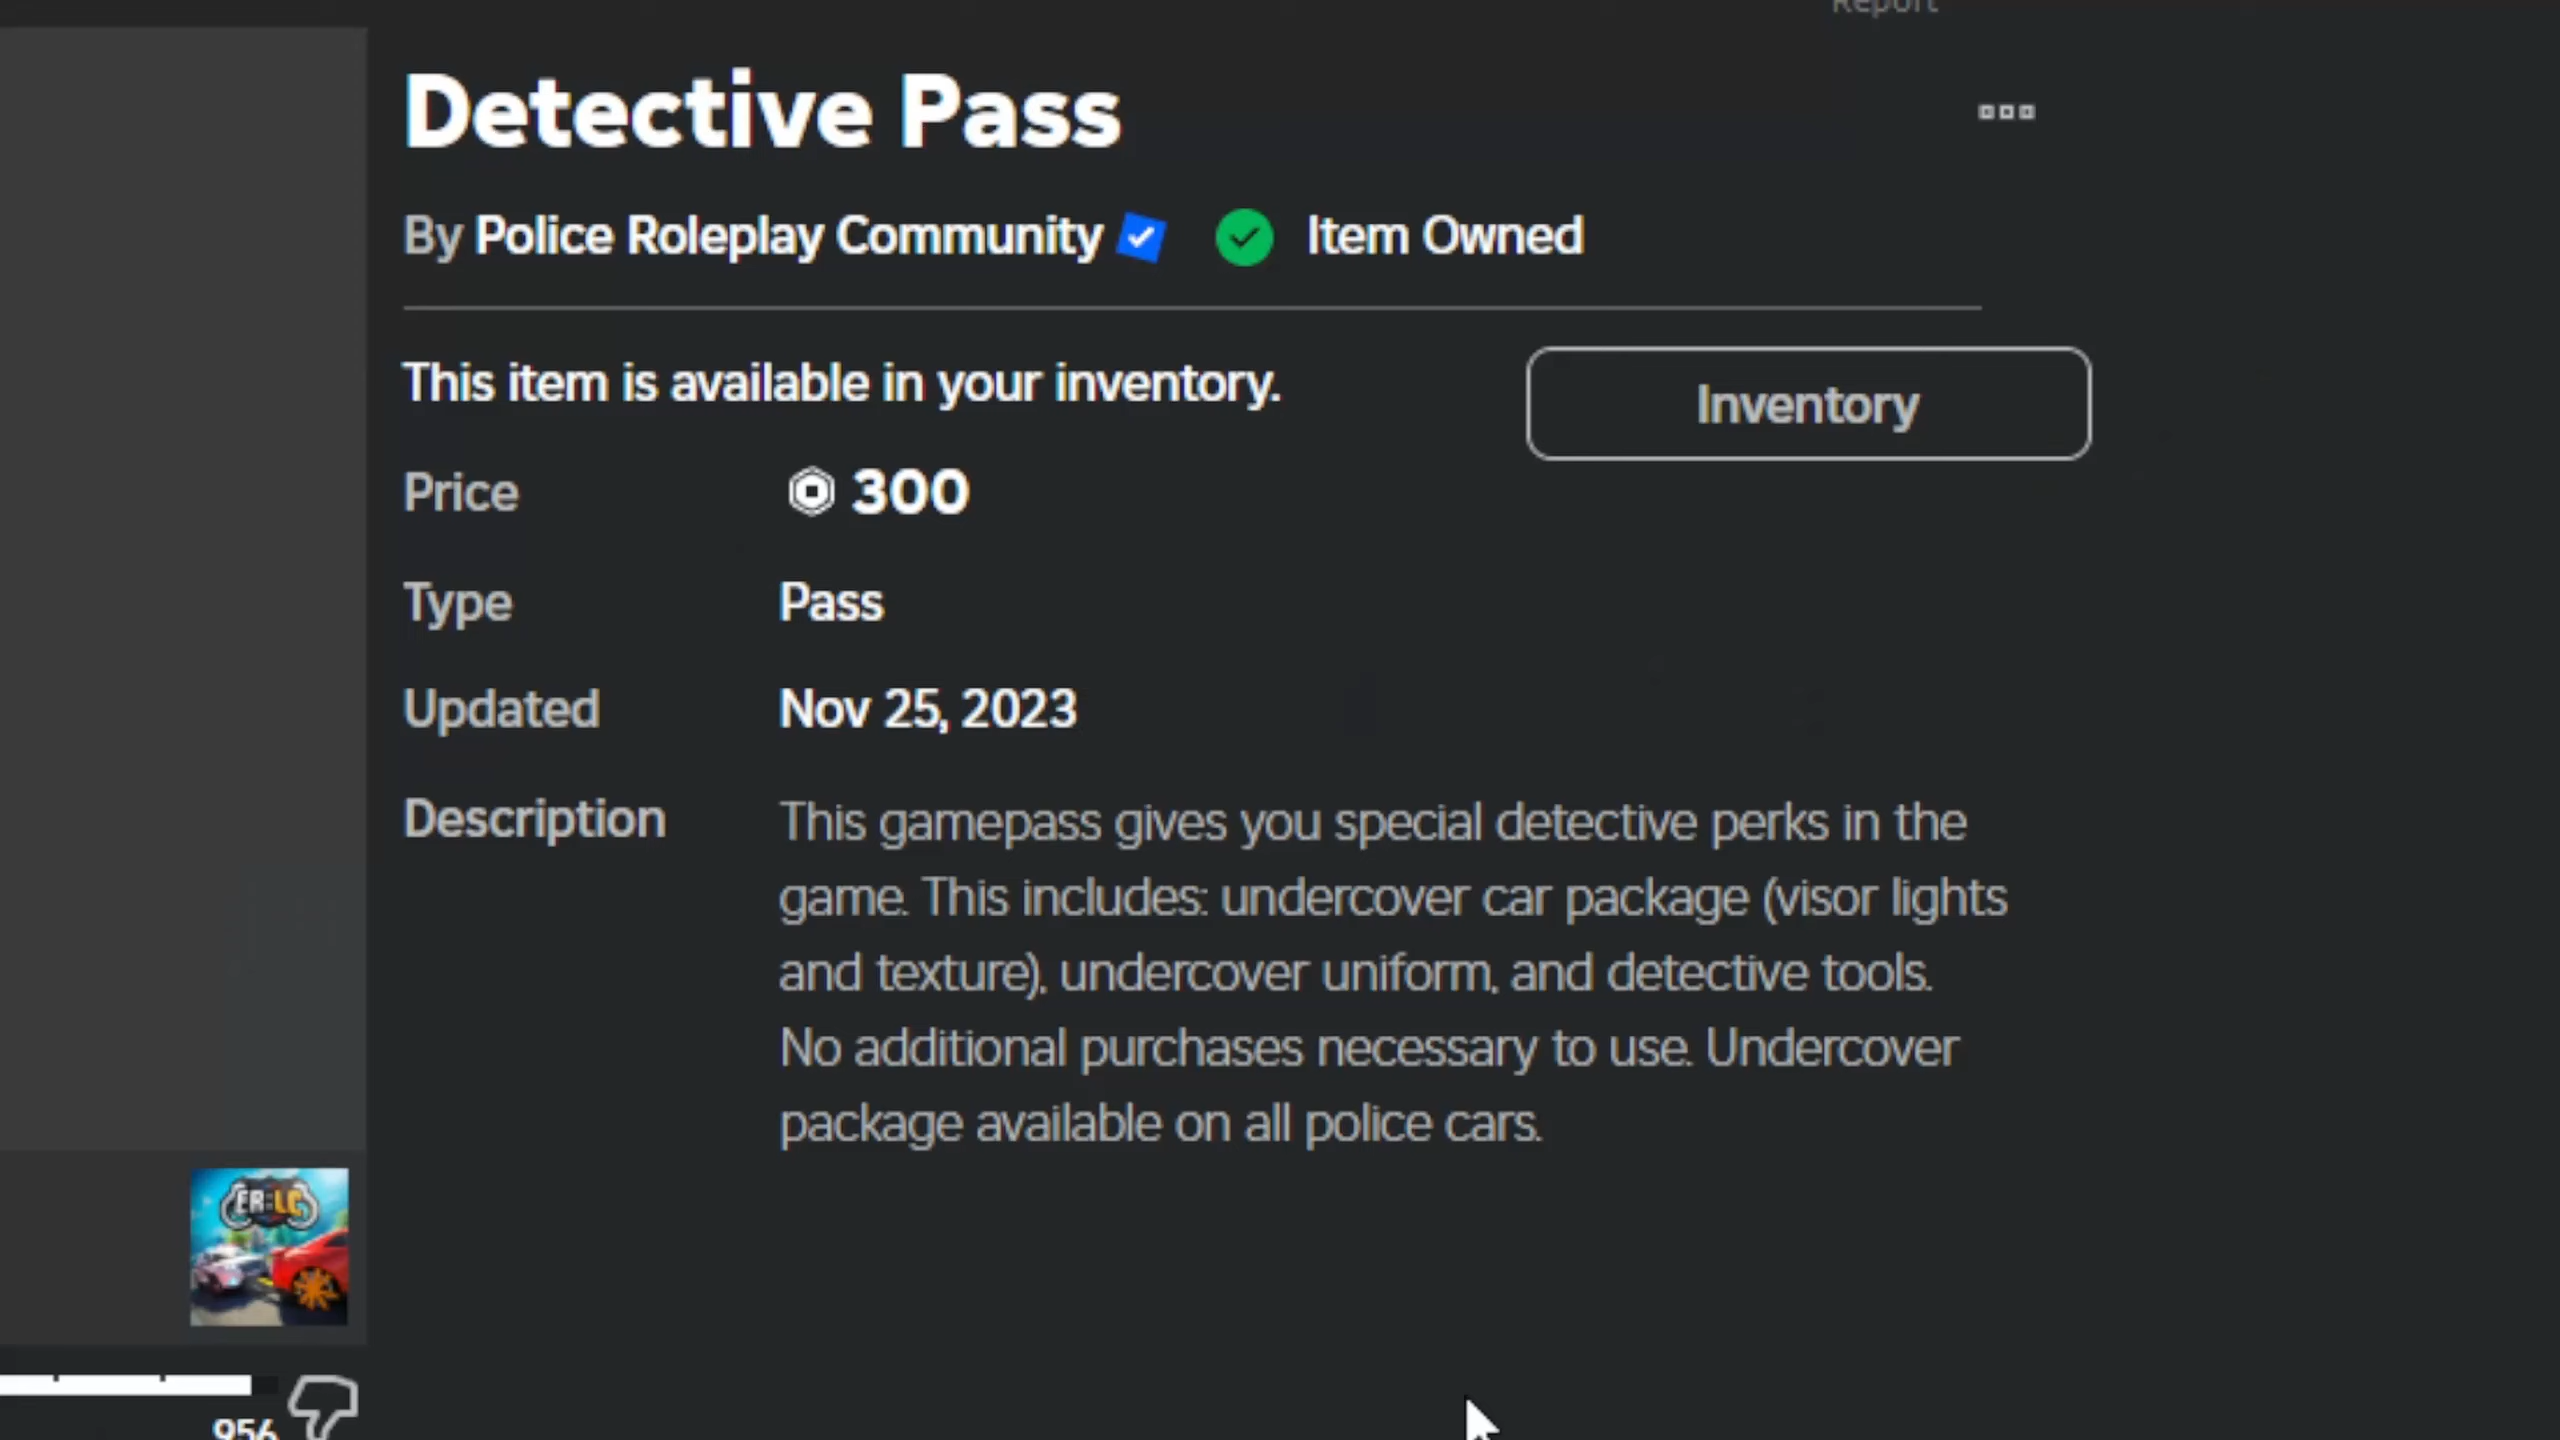 Report
Detective Pass
By Police Roleplay Community Item Owned
This item is available in your inventory.
Inventory
Price 300
Type Pass
Updated Nov 25, 2023
Description This gamepass gives you special detective perks in the
game. This includes: undercover car package (visor lights
and texture), undercover uniform, and detective tools.
No additional purchases necessary to use. Undercover
package available on all police cars.
ER:LC
954